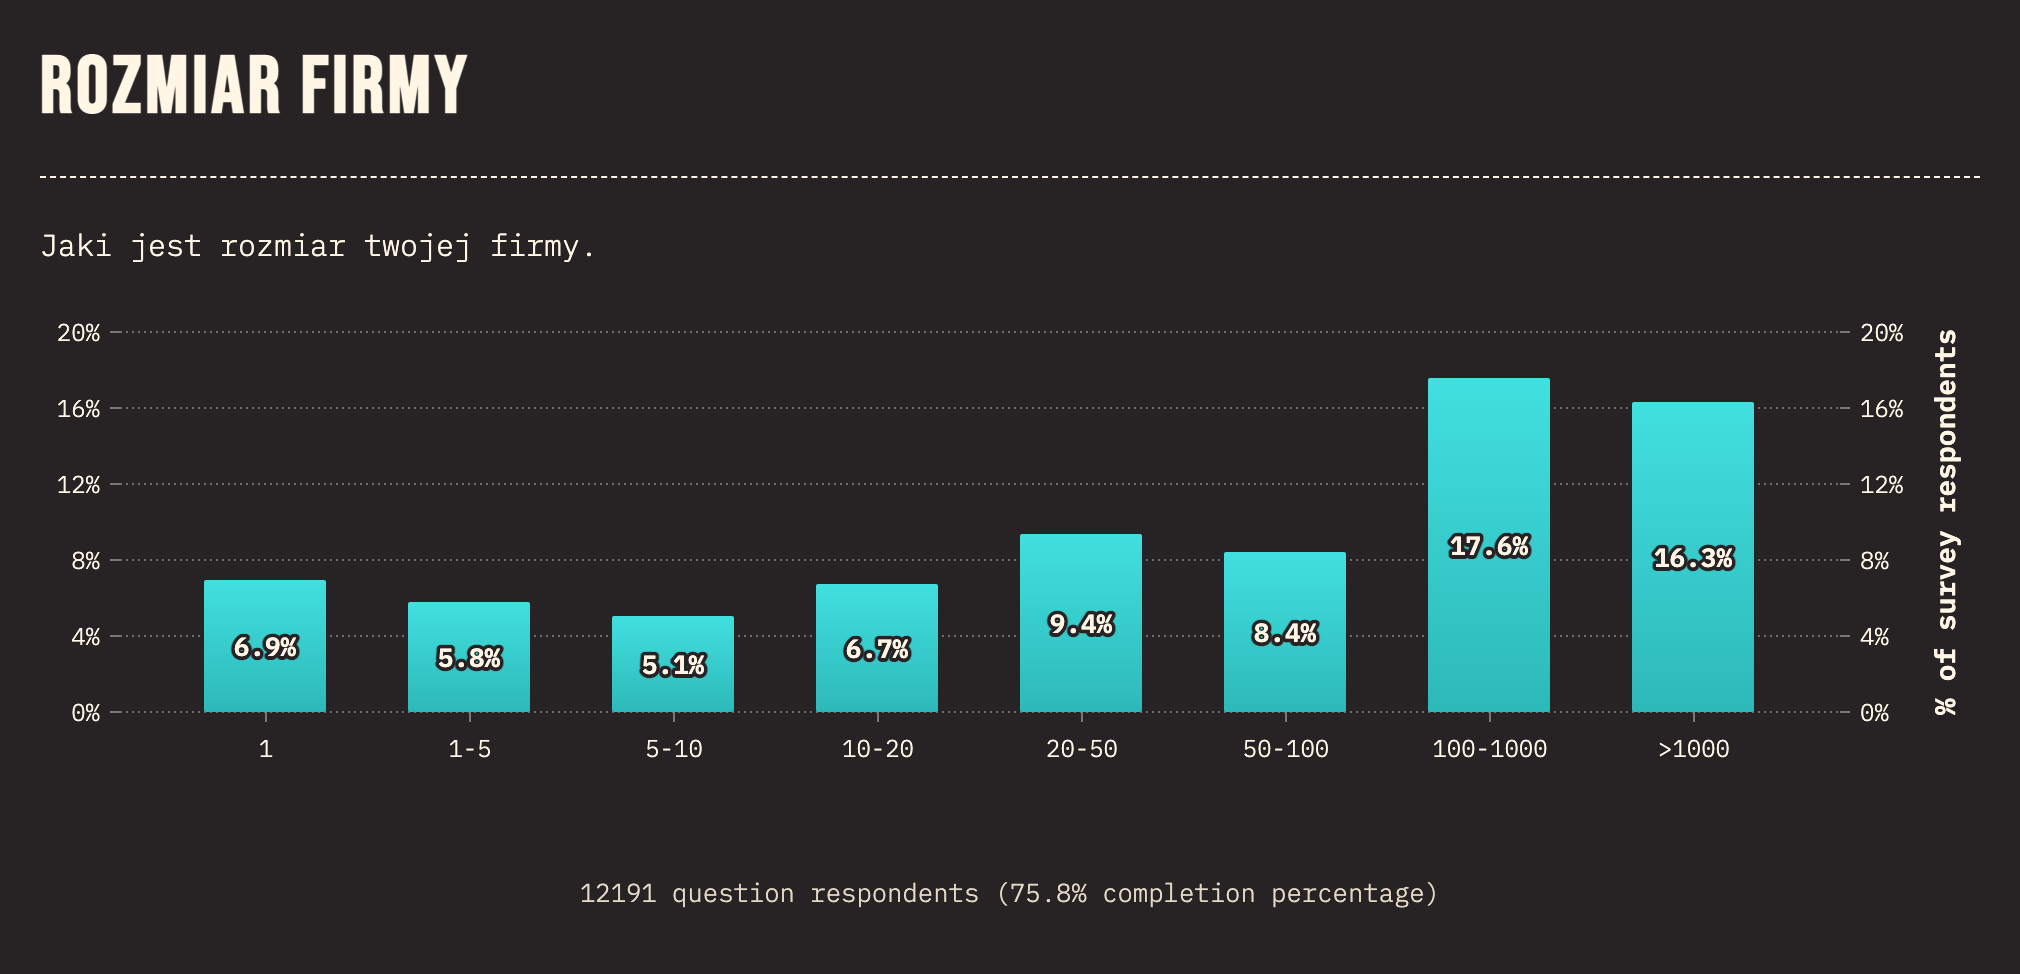 ROZMIAR FIRMY
Jaki jest rozmiar twojej firmy.
20% 20%
16% 16%
12% 12%
8% 8%
4% 4%
0% 0%
% of survey respondents
6.9% 5.8% 5.1% 6.7% 9.4% 8.4% 17.6% 16.3%
1 1-5 5-10 10-20 20-50 50-100 100-1000 >1000
12191 question respondents (75.8% completion percentage)